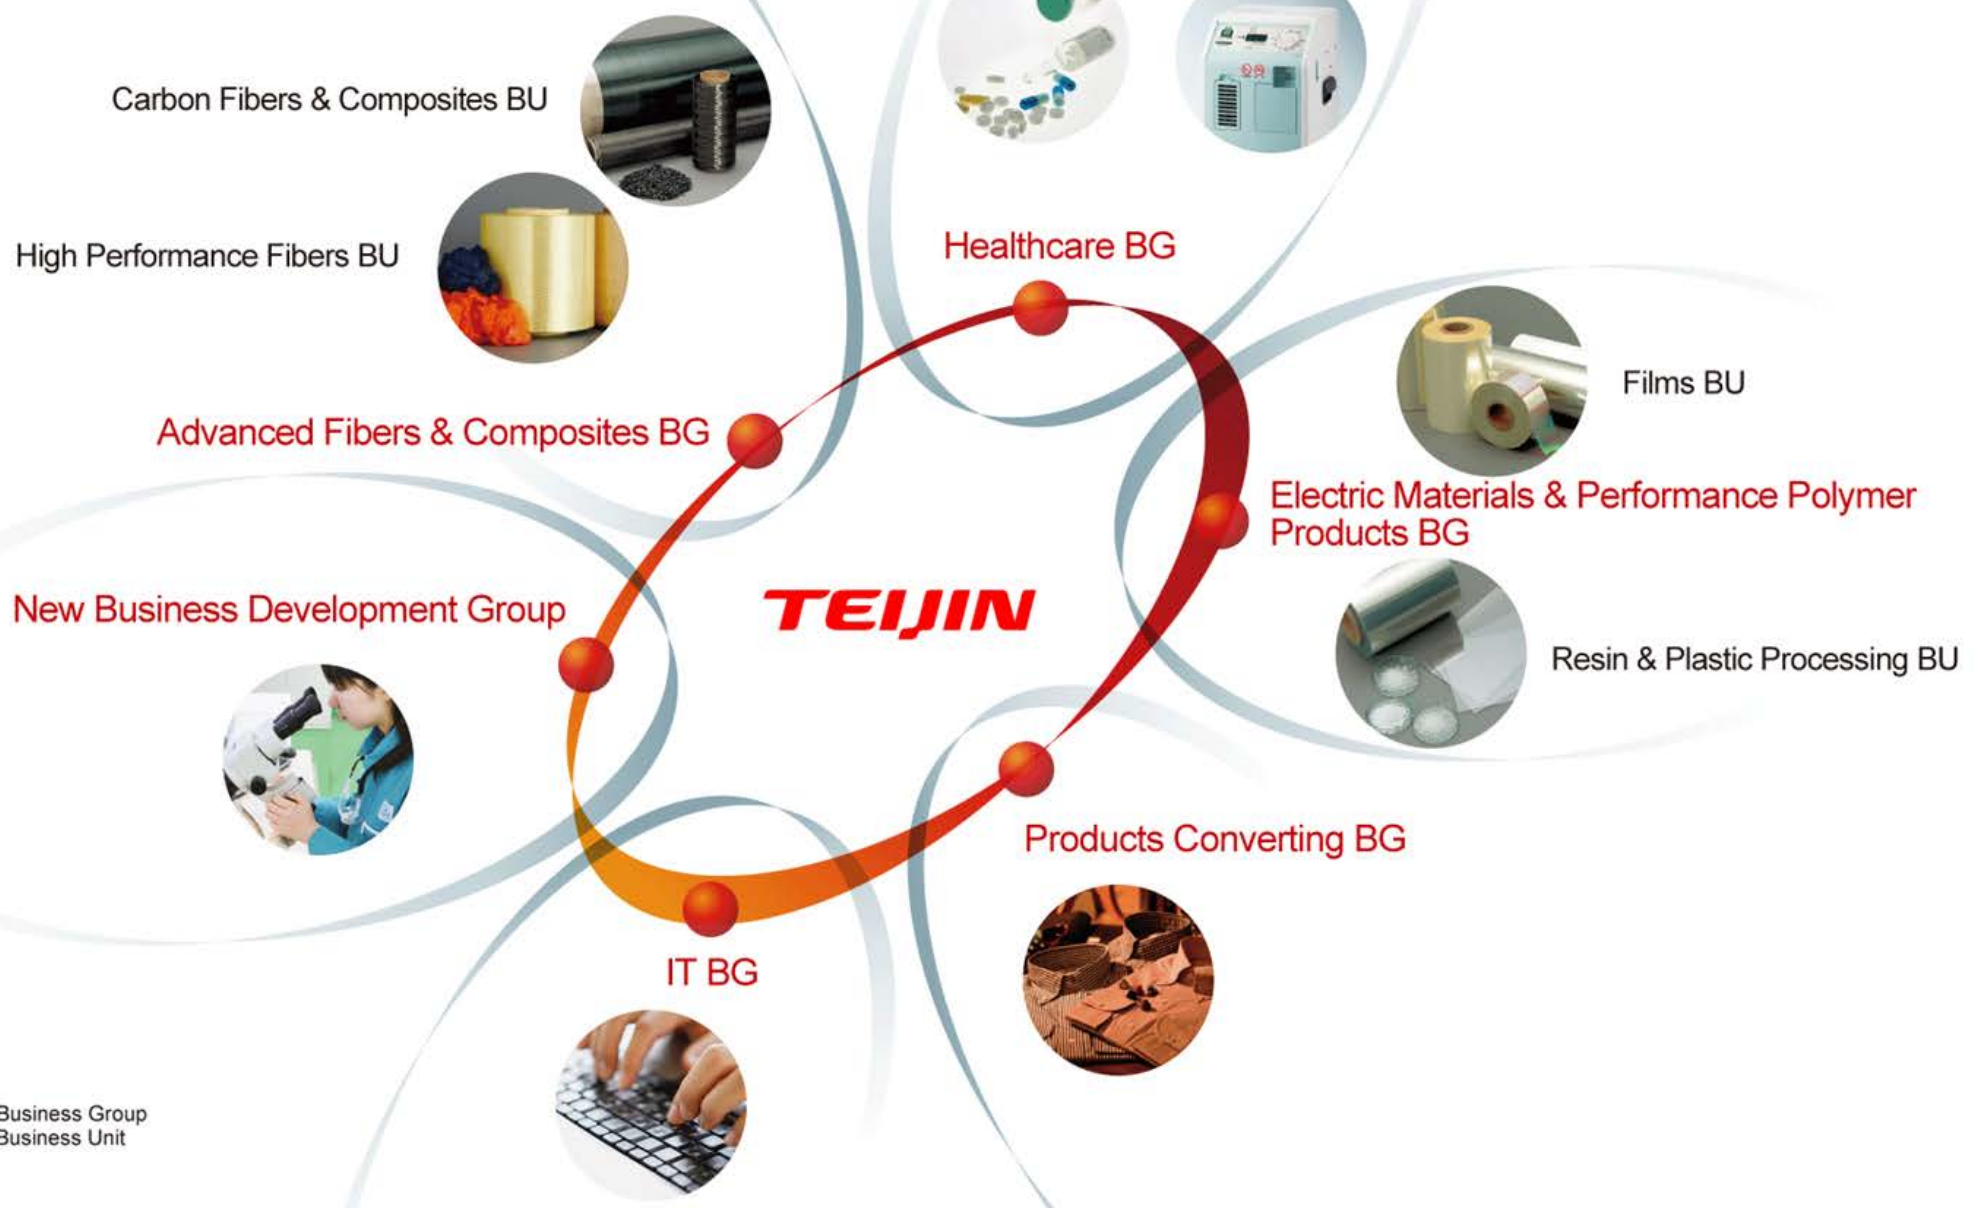 Carbon Fibers & Composites BU
High Performance Fibers BU
Healthcare BG
Films BU
Advanced Fibers & Composites BG
Electric Materials & Performance Polymer
Products BG
New Business Development Group
TEIJIN
Resin & Plastic Processing BU
Products Converting BG
IT BG
Business Group
Business Unit